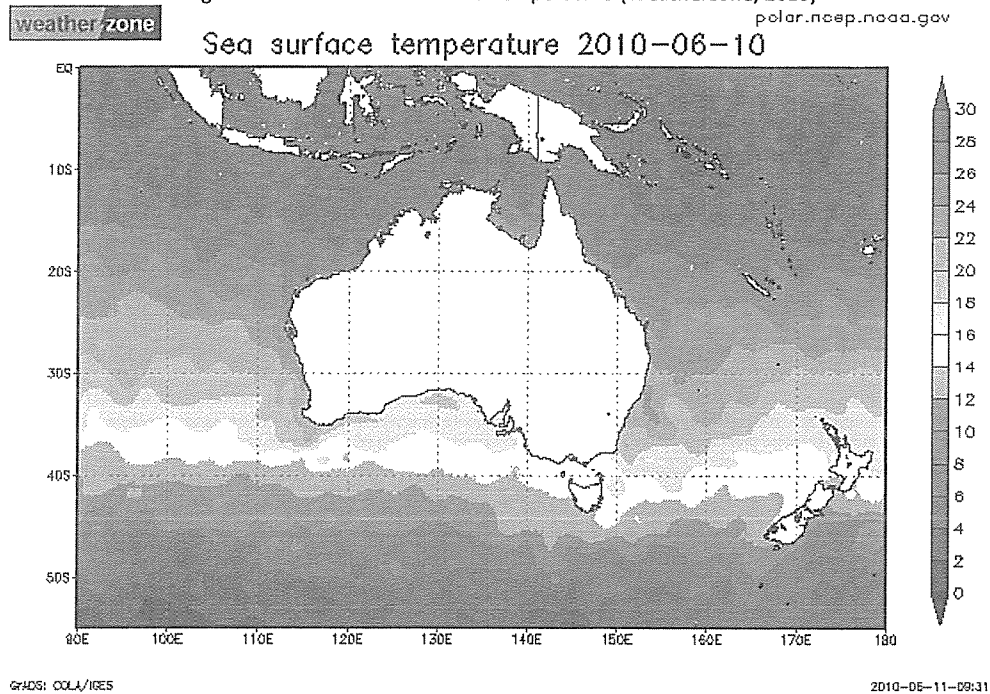 weatherzone
polar.ncep.noaa.gov
Sea surface temperature 2010-06-10
EQ
10S
20S
30S
40S
50S
90E 100E 110E 120E 130E 140E 150E 160E 170E 180
30
28
26
24
22
20
18
16
14
12
10
8
6
4
2
0
GrADS: COLA/IGES
2010-06-11-09:31